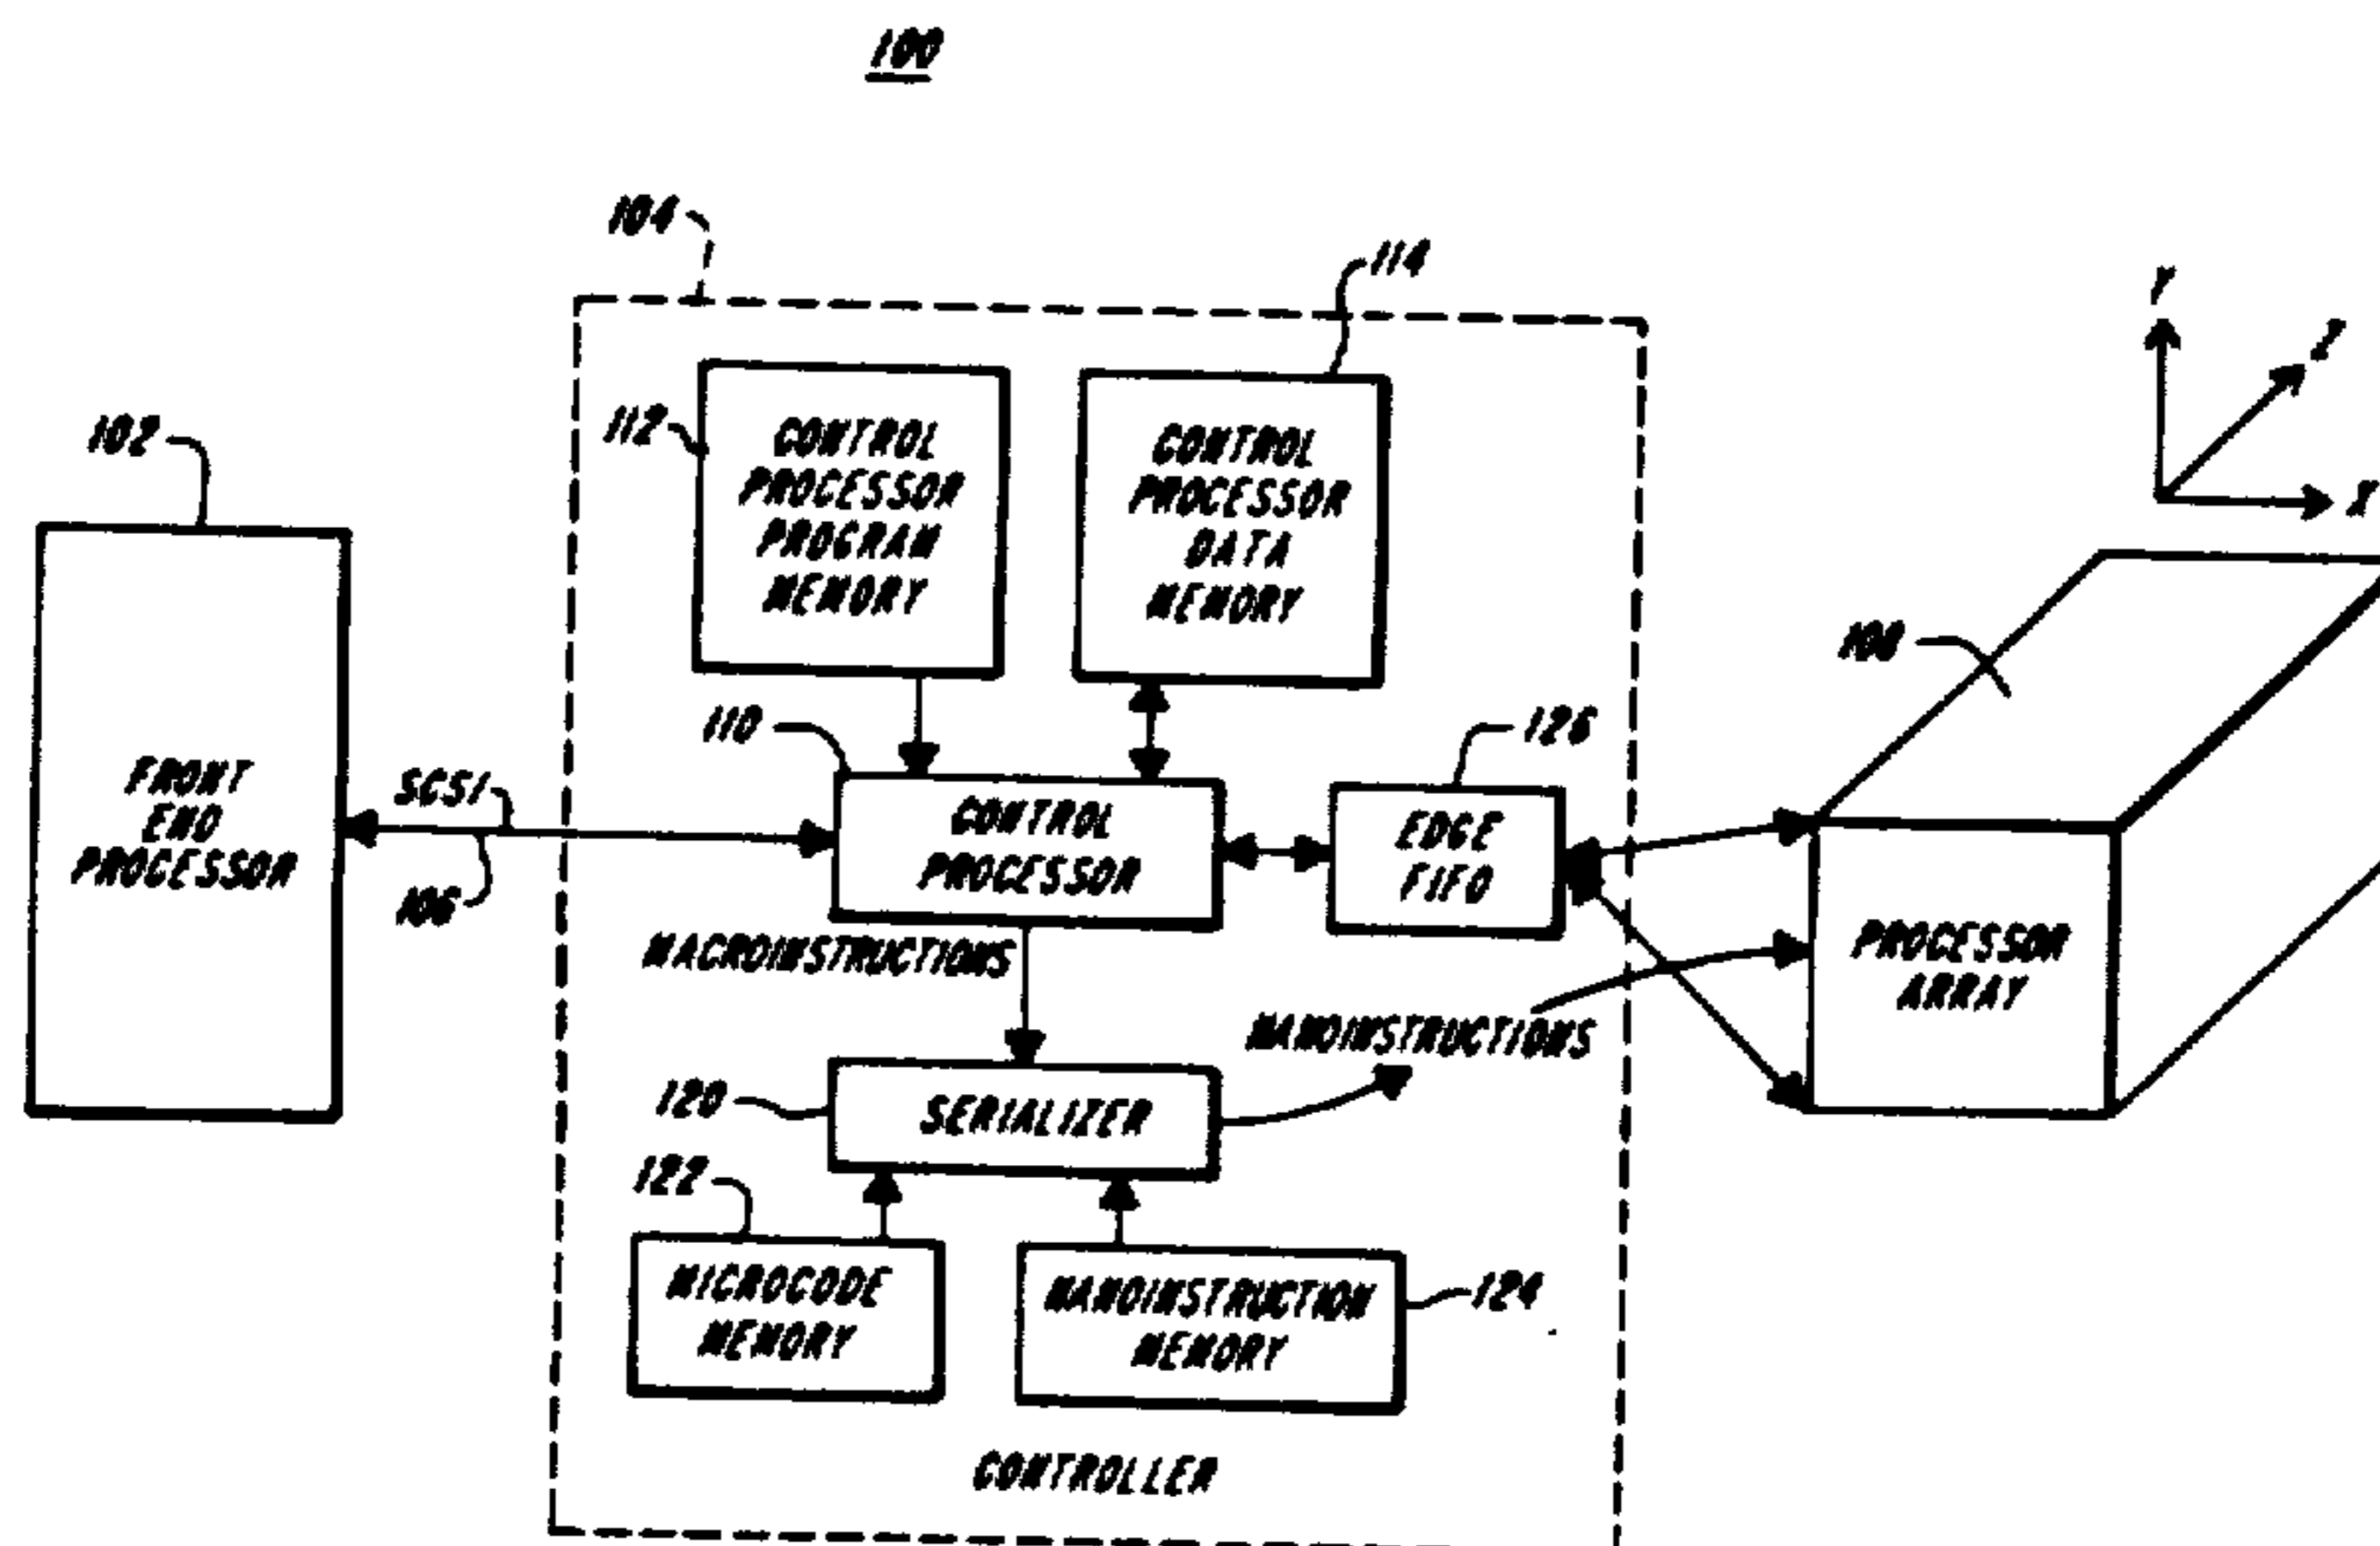 100
104
114
Y
Z
102
112
CONTROL
PROCESSOR
PROGRAM
MEMORY
CONTROL
PROCESSOR
DATA
MEMORY
X
108
110
126
FRONT
END
PROCESSOR
SCSI
106
CONTROL
PROCESSOR
EDGE
FIFO
PROCESSOR
ARRAY
MACROINSTRUCTIONS
NANOINSTRUCTIONS
120
SERIALIZER
122
MICROCODE
MEMORY
NANOINSTRUCTION
MEMORY
124
CONTROLLER